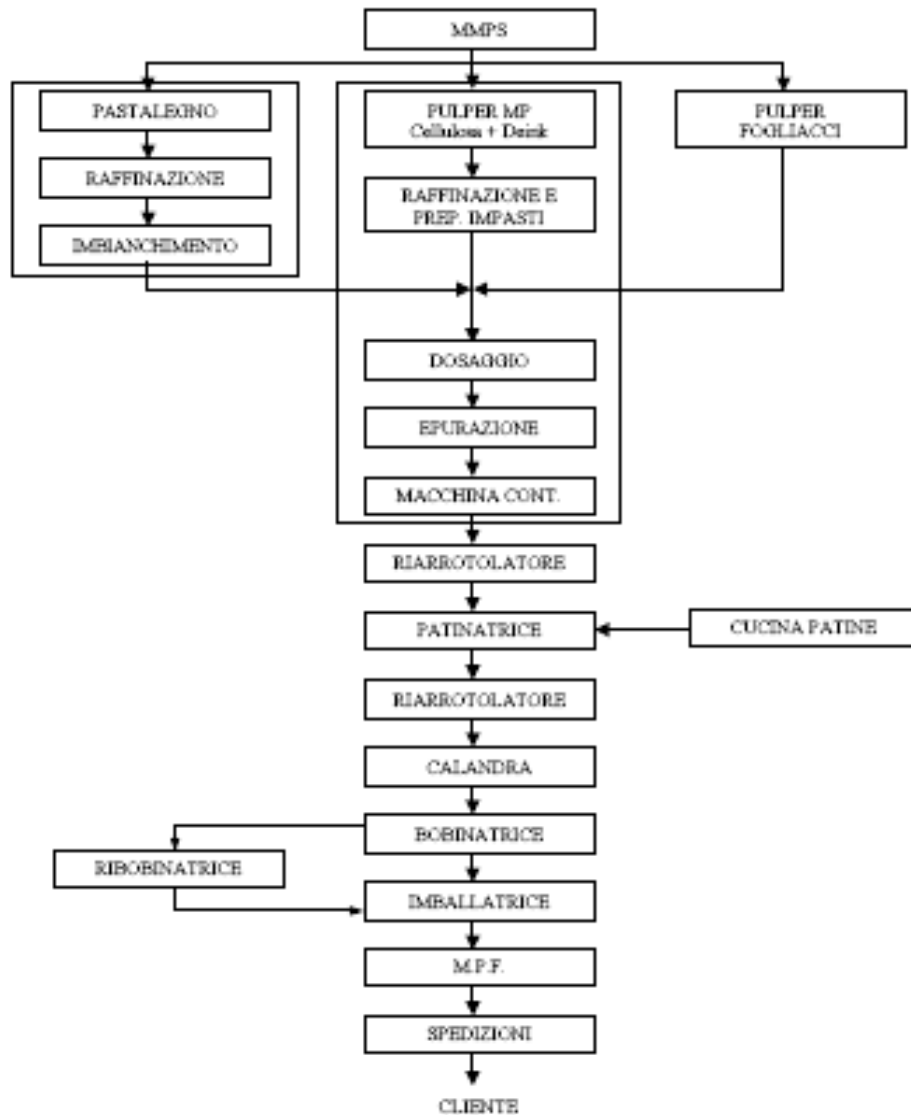 MMPS
PASTALEGNO
PULPER MP
Cellulosa + Deink
PULPER
FOGLIACCI
RAFFINAZIONE
RAFFINAZIONE E
PREP. IMPASTI
IMBIANCHIMENTO
DOSAGGIO
EPURAZIONE
MACCHINA CONT.
RIARROTOLATORE
PATINATRICE
CUCINA PATINE
RIARROTOLATORE
CALANDRA
BOBINATRICE
RIBOBINATRICE
IMBALLATRICE
M.P.F.
SPEDIZIONI
CLIENTE